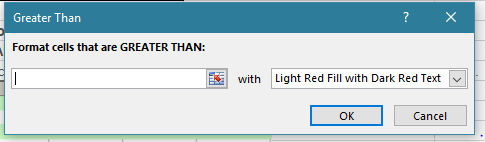 Greater Than
?
Format cells that are GREATER THAN:
with Light Red Fill with Dark Red Text
OK Cancel